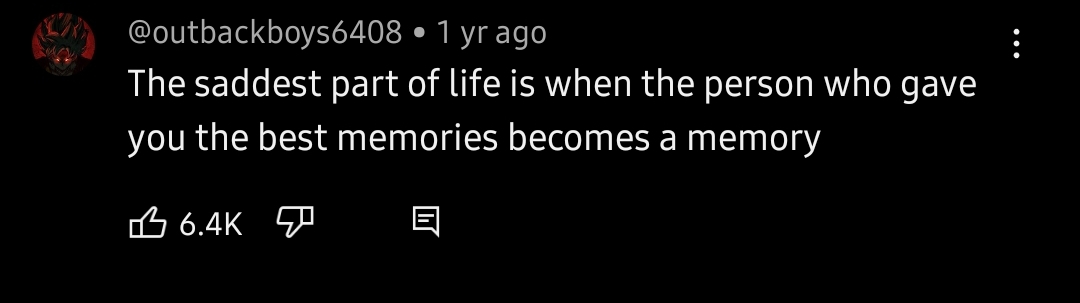 @outbackboys6408 • 1 yr ago
The saddest part of life is when the person who gave
you the best memories becomes a memory
6.4K